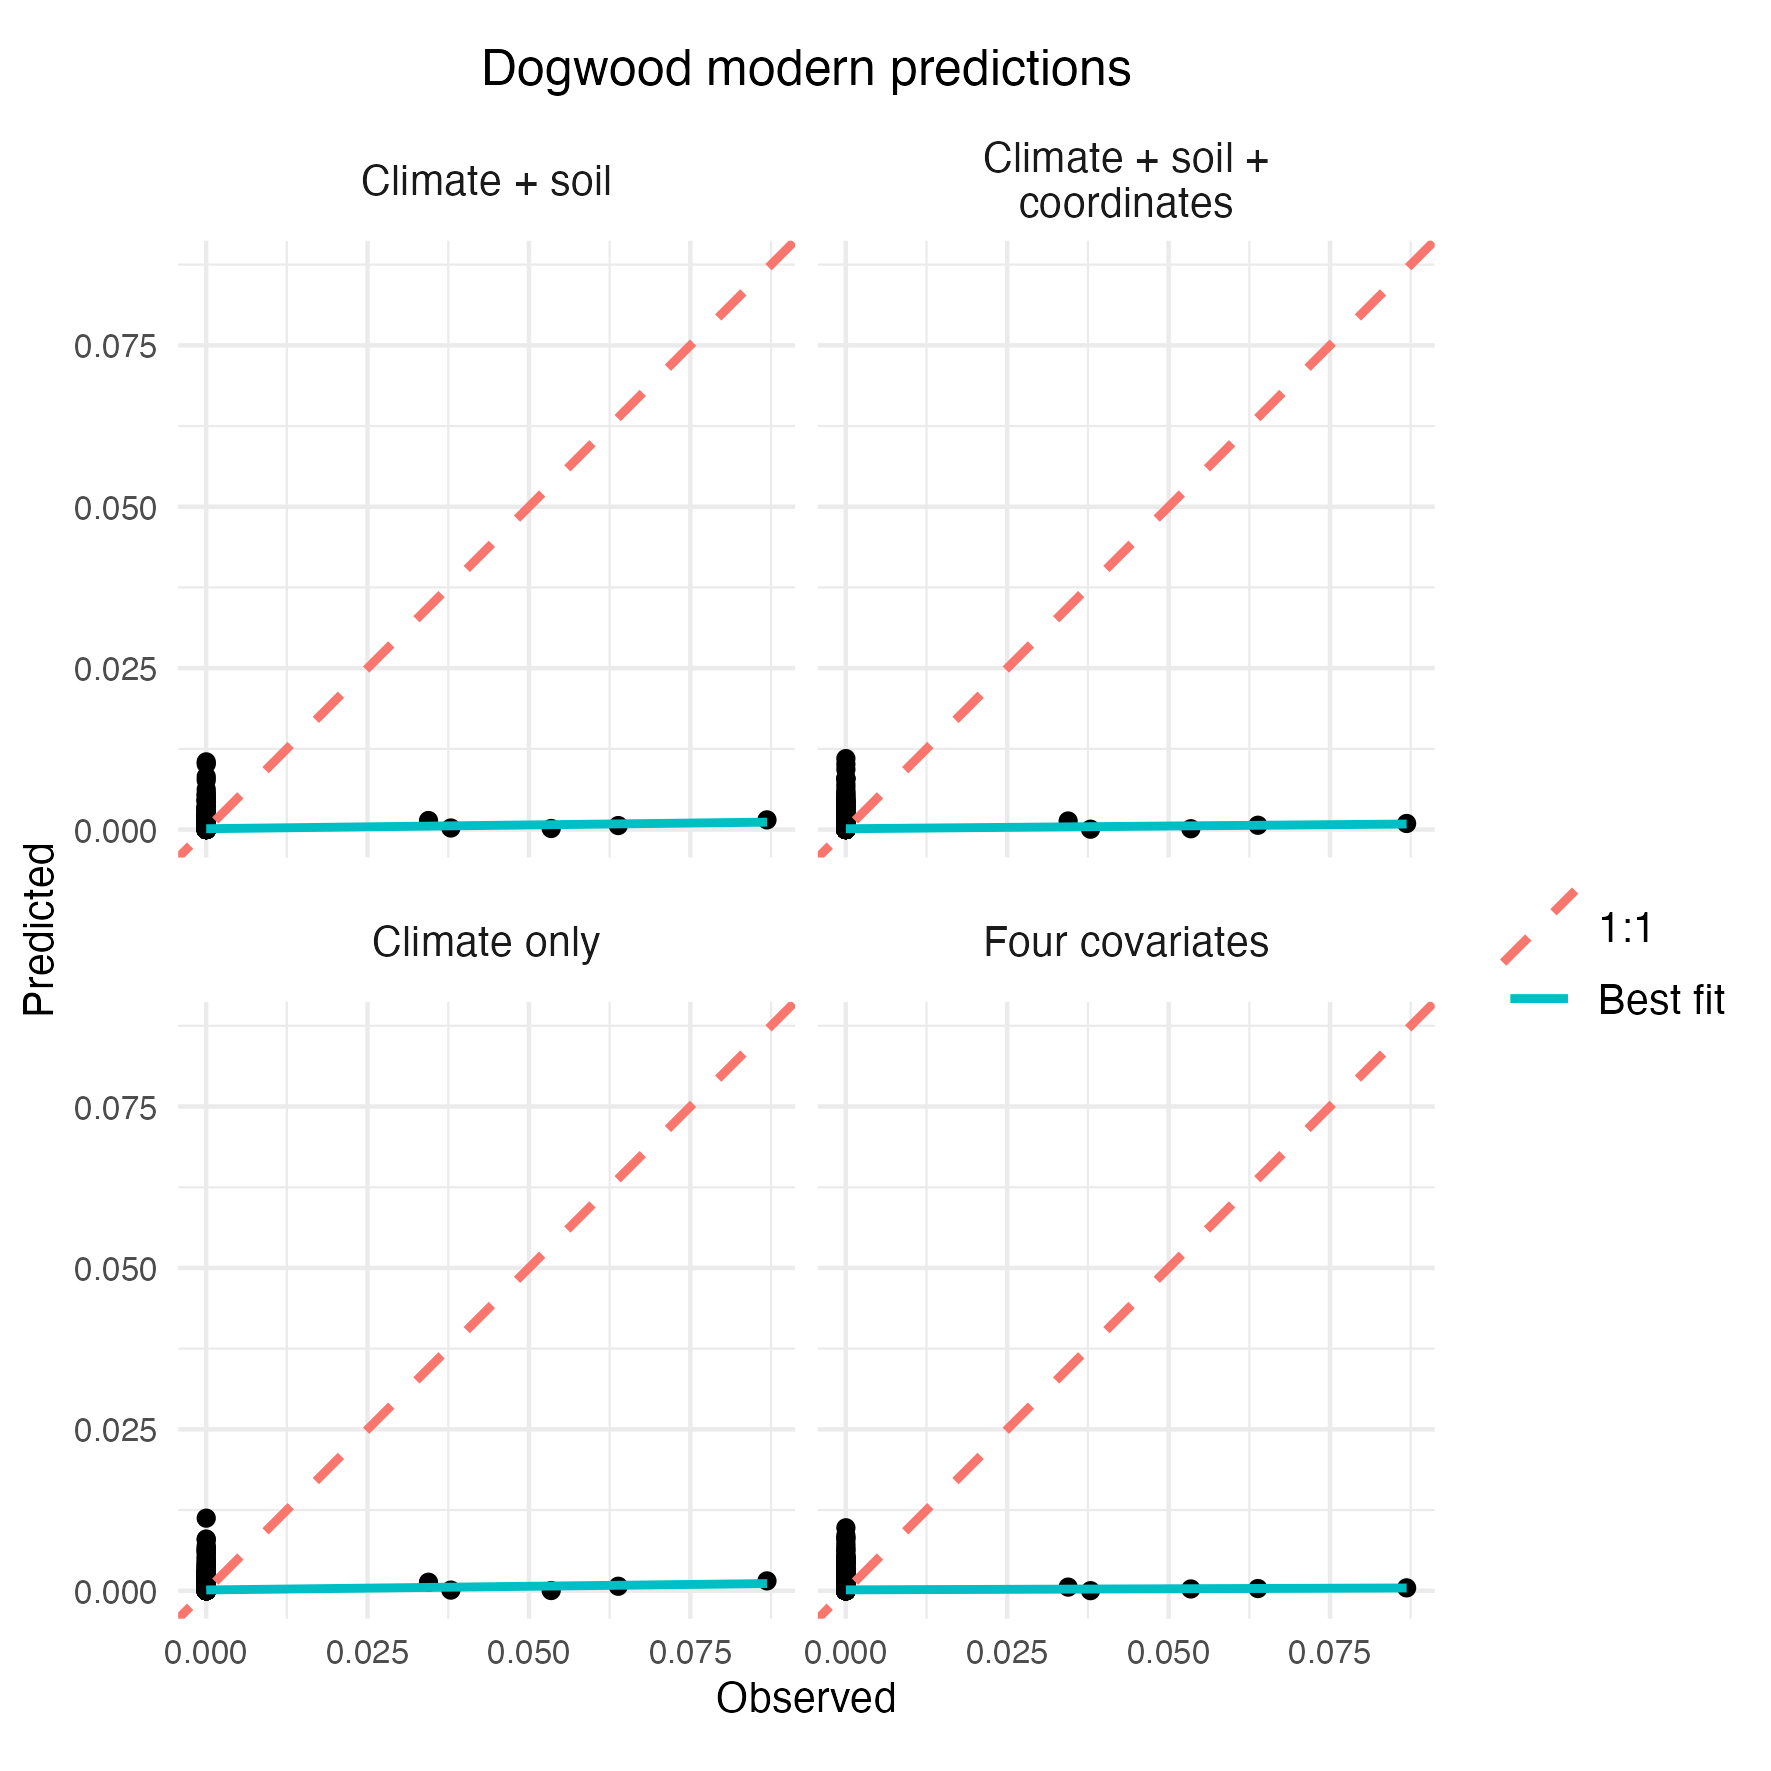 Dogwood modern predictions
Climate + soil
Climate + soil +
coordinates
0.075
0.050
0.025
0.000
Predicted
Climate only
Four covariates
1:1
Best fit
0.075
0.050
0.025
0.000
0.000 0.025 0.050 0.075
0.000 0.025 0.050 0.075
Observed